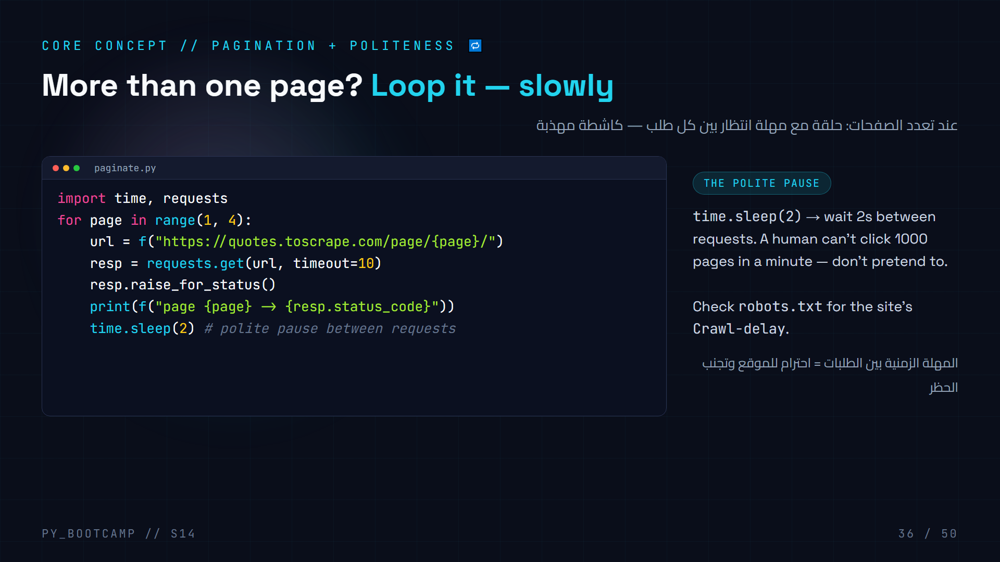 CORE CONCEPT // PAGINATION + POLITENESS 🔁
More than one page? Loop it — slowly
عند تعدد الصفحات: حلقة مع مهلة انتظار بين كل طلب — كاشطة مهذبة
paginate.py
import time, requests
for page in range(1, 4):
    url = f("https://quotes.toscrape.com/page/{page}/")
    resp = requests.get(url, timeout=10)
    resp.raise_for_status()
    print(f("page {page} → {resp.status_code}"))
    time.sleep(2) # polite pause between requests
THE POLITE PAUSE
time.sleep(2) → wait 2s between
requests. A human can't click 1000
pages in a minute — don't pretend to.
Check robots.txt for the site's
Crawl-delay.
المهلة الزمنية بين الطلبات = احترام للموقع وتجنب
الحظر
PY_BOOTCAMP // S14
36 / 50